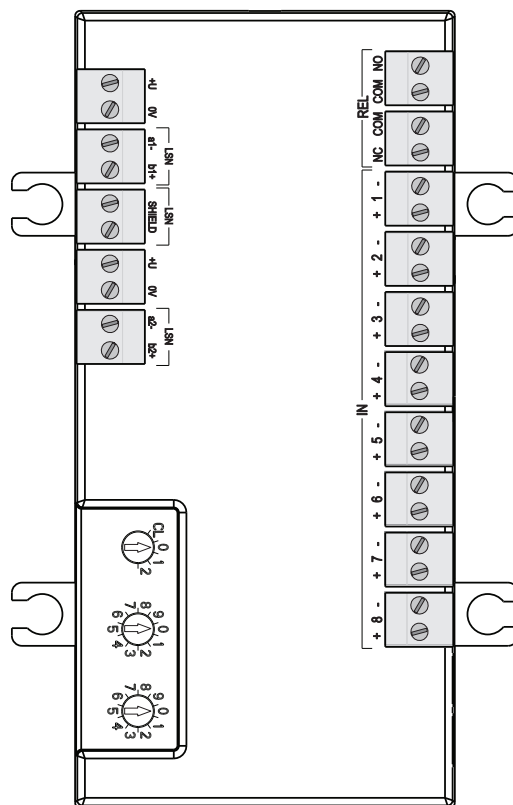 +U
0V
a1-
b1+
LSN
SHIELD
LSN
+U
0V
a2-
b2+
LSN
NO
COM
COM
NC
REL
+ 1 -
+ 2 -
+ 3 -
+ 4 -
+ 5 -
+ 6 -
+ 7 -
+ 8 -
IN
CL 0 1 2
0 1 2 3 4 5 6 7 8 9
0 1 2 3 4 5 6 7 8 9